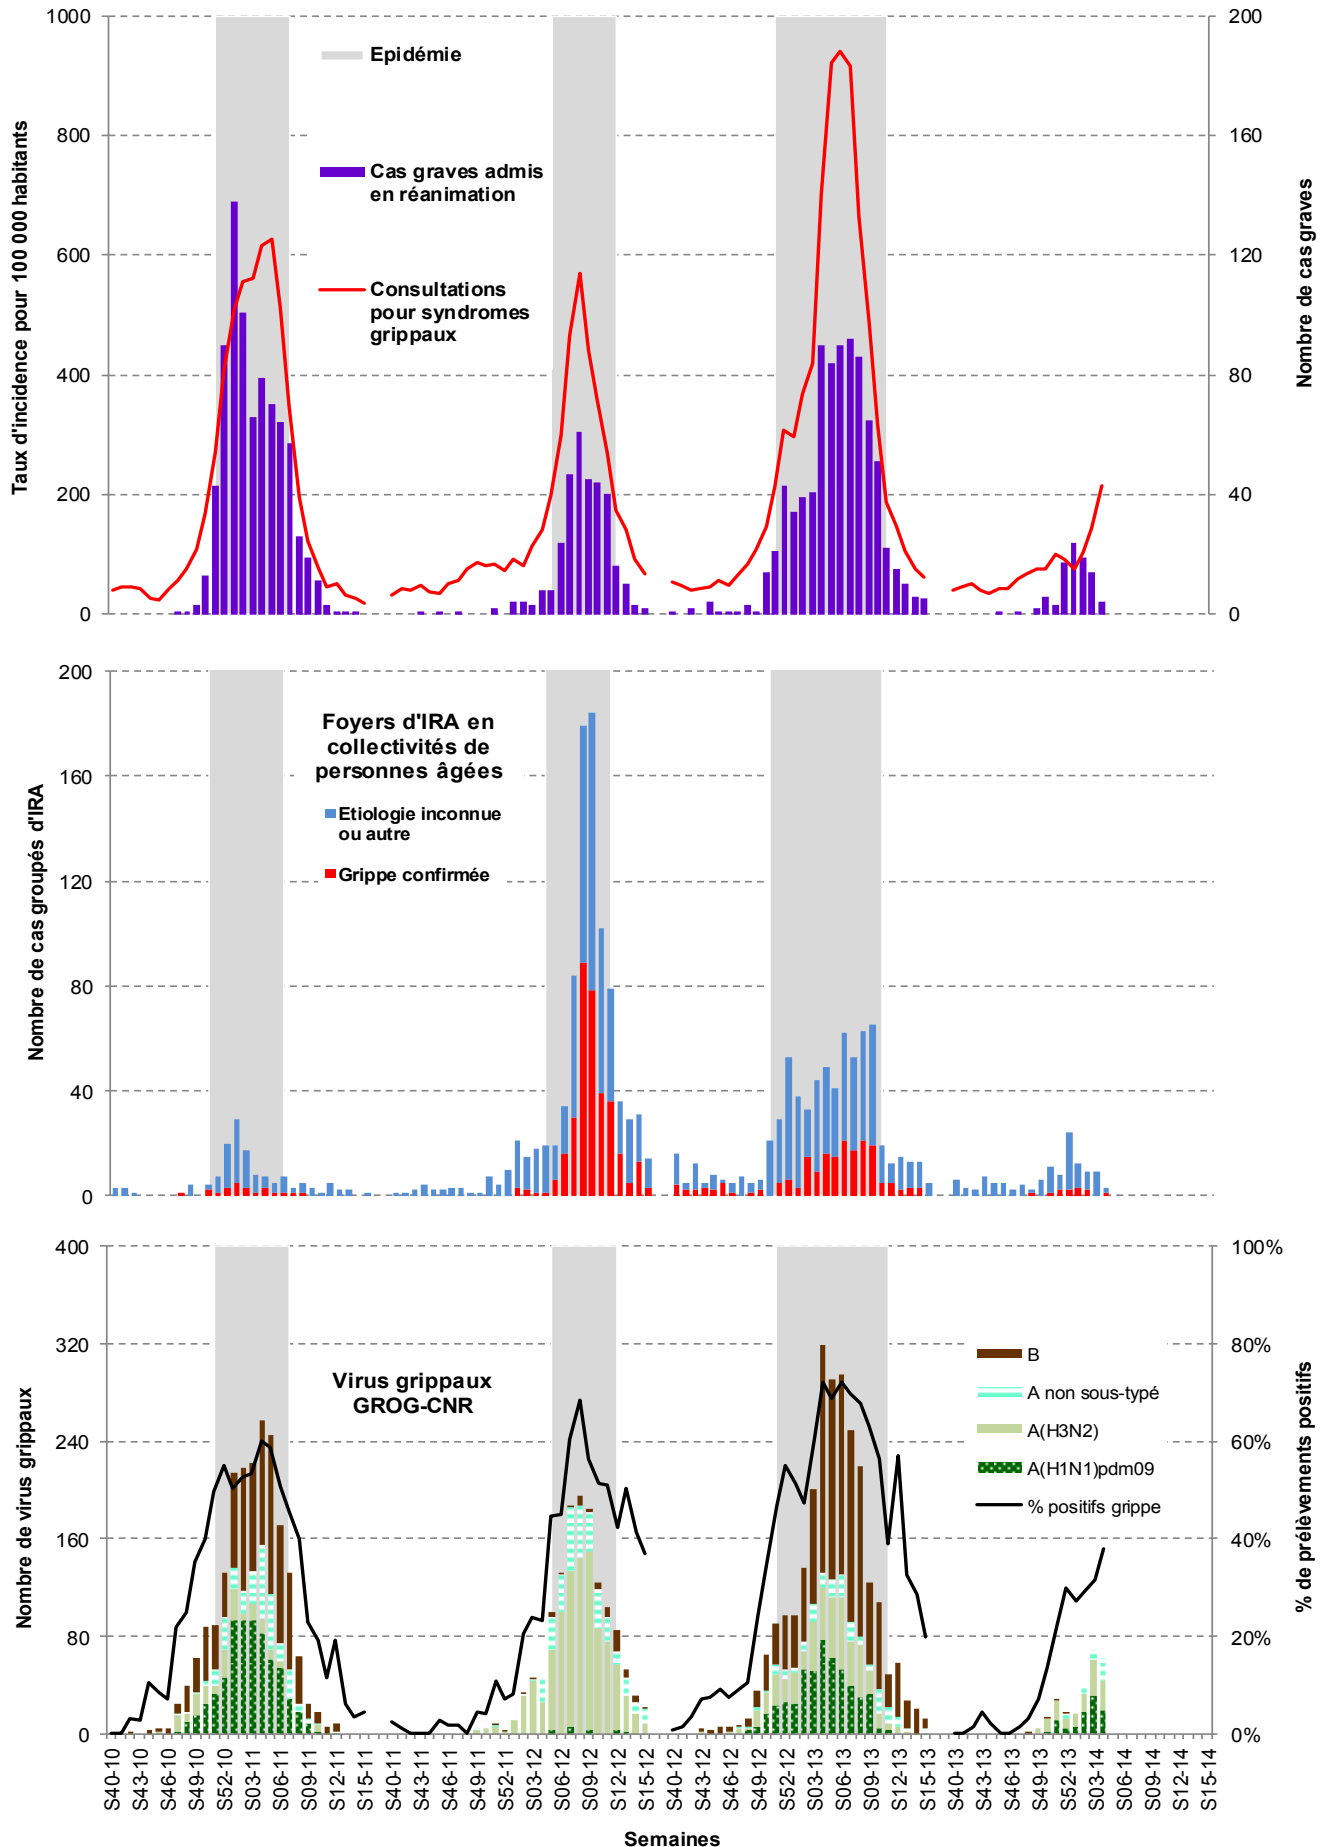 1000
800
600
400
200
0
Taux d'incidence pour 100 000 habitants
Epidémie
Cas graves admis
en réanimation
Consultations
pour syndromes
grippaux
200
160
120
80
40
0
Nombre de cas graves
200
160
120
80
40
0
Nombre de cas groupés d'IRA
Foyers d'IRA en
collectivités de
personnes âgées
Etiologie inconnue
ou autre
Grippe confirmée
400
320
240
160
80
0
Nombre de virus grippaux
Virus grippaux
GROG-CNR
B
A non sous-typé
A(H3N2)
A(H1N1)pdm09
% positifs grippe
100%
80%
60%
40%
20%
0%
% de prélèvements positifs
S40-10
S43-10
S46-10
S49-10
S52-10
S03-11
S06-11
S09-11
S12-11
S15-11
S40-11
S43-11
S46-11
S49-11
S52-11
S03-12
S06-12
S09-12
S12-12
S15-12
S40-12
S43-12
S46-12
S49-12
S52-12
S03-13
S06-13
S09-13
S12-13
S15-13
S40-13
S43-13
S46-13
S49-13
S52-13
S03-14
S06-14
S09-14
S12-14
S15-14
Semaines